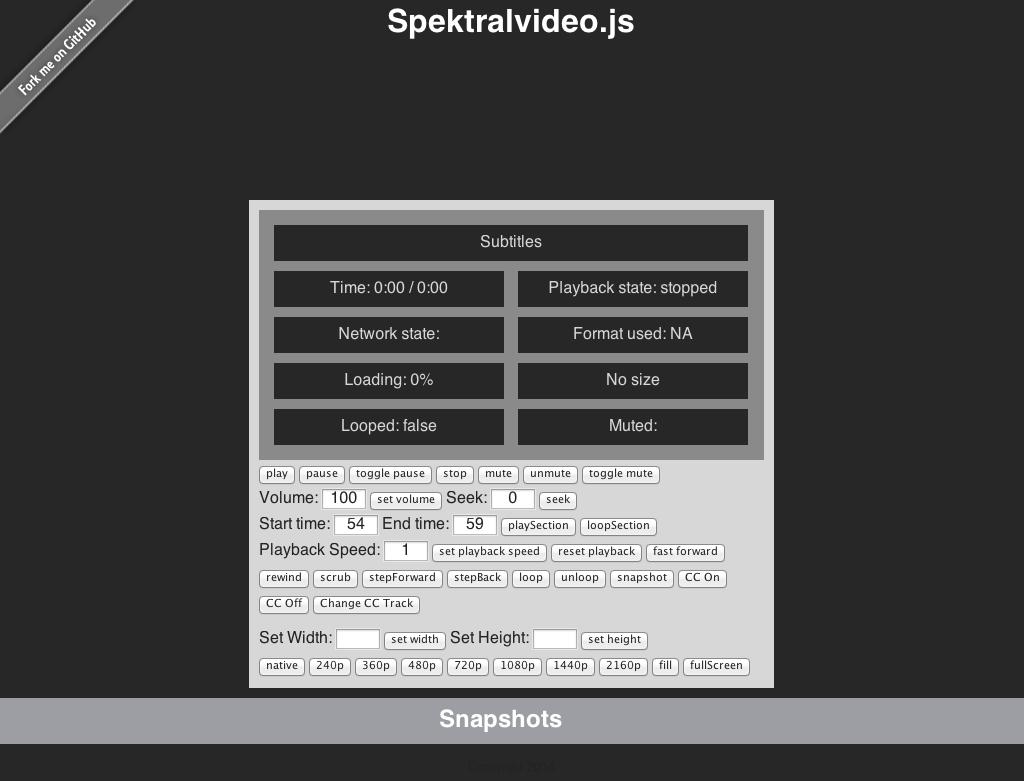 Fork me on GitHub
Spektralvideo.js
Subtitles
Time: 0:00 / 0:00 Playback state: stopped
Network state: Format used: NA
Loading: 0% No size
Looped: false Muted:
play pause toggle pause stop mute unmute toggle mute
Volume: 100 set volume Seek: 0 seek
Start time: 54 End time: 59 playSection loopSection
Playback Speed: 1 set playback speed reset playback fast forward
rewind scrub stepForward stepBack loop unloop snapshot CC On
CC Off Change CC Track
Set Width: set width Set Height: set height
native 240p 360p 480p 720p 1080p 1440p 2160p fill fullScreen
Snapshots